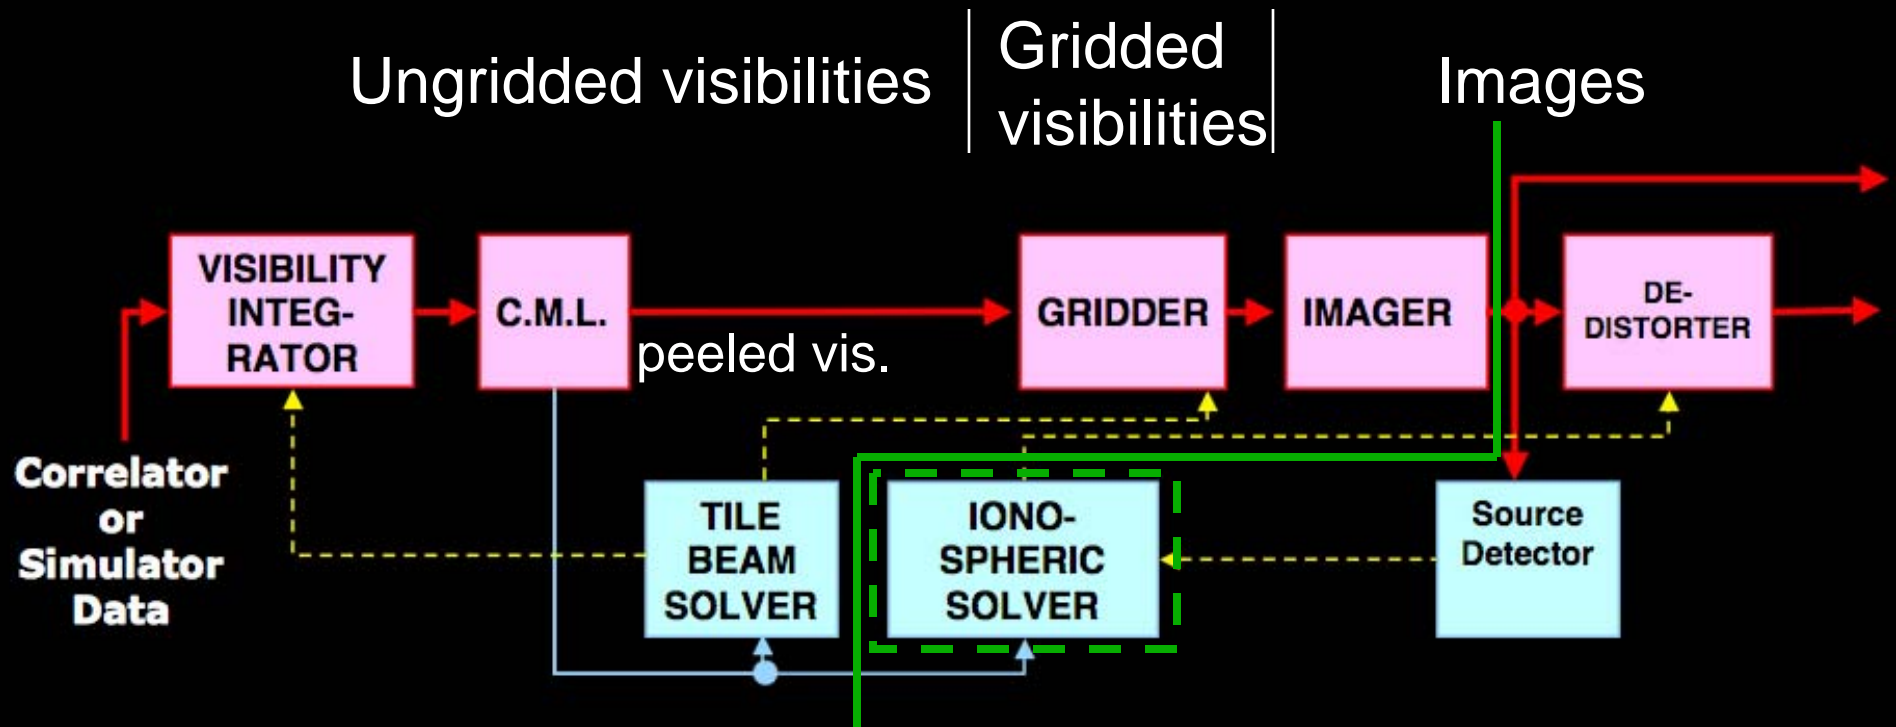 Ungridded visibilities
Gridded
visibilities
Images
VISIBILITY
INTEG-
RATOR
C.M.L.
peeled vis.
GRIDDER
IMAGER
DE-
DISTORTER
Correlator
or
Simulator
Data
TILE
BEAM
SOLVER
IONO-
SPHERIC
SOLVER
Source
Detector